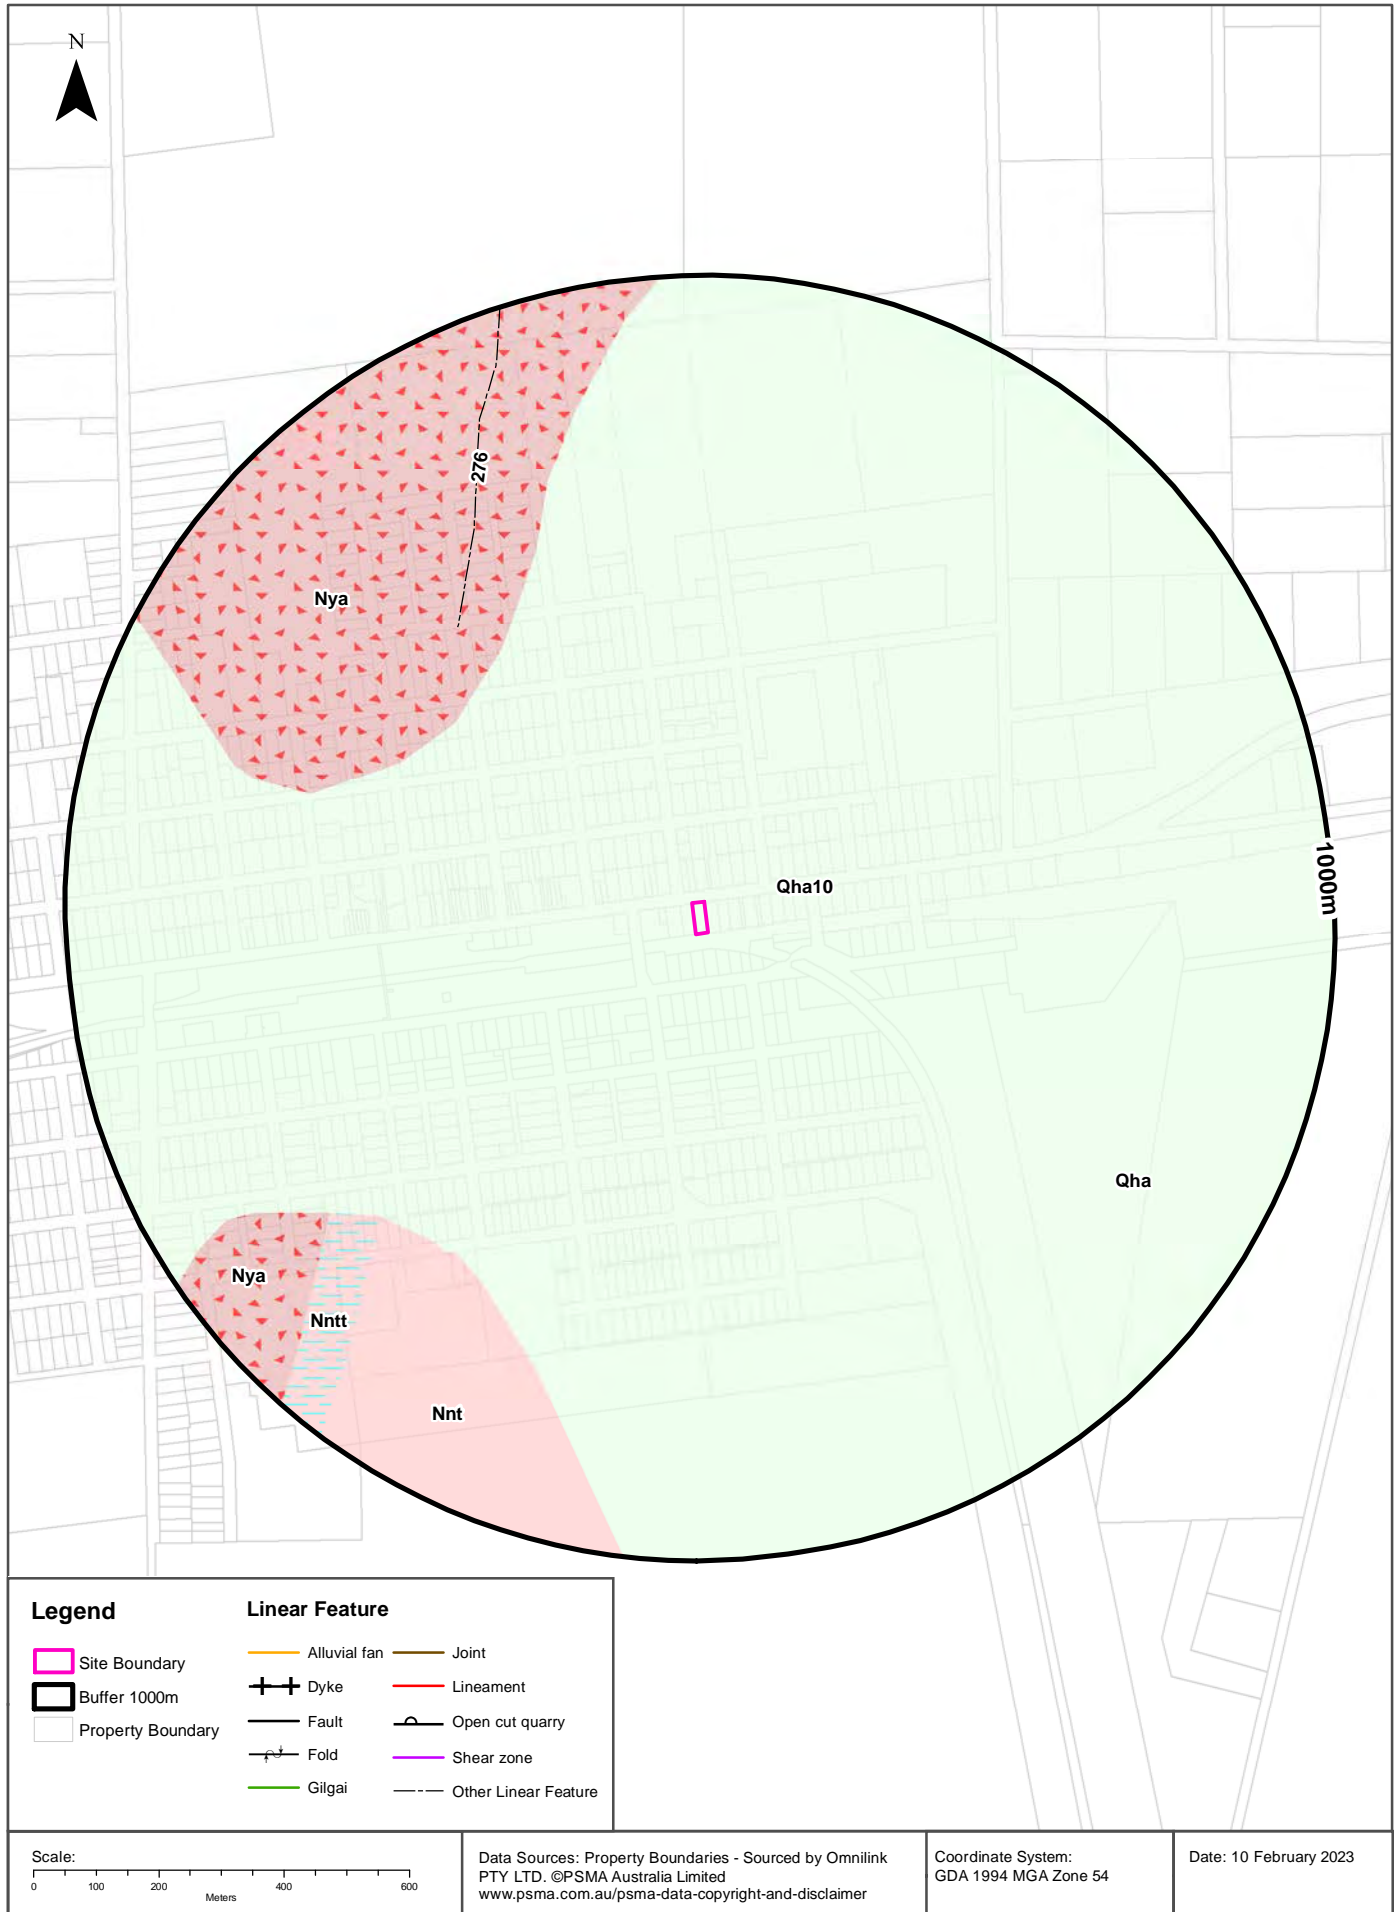 N
276
Nya
Qha10
1000m
Qha
Nya
Nntt
Nnt
Legend
Site Boundary
Buffer 1000m
Property Boundary
Linear Feature
Alluvial fan
Dyke
Fault
Fold
Gilgai
Joint
Lineament
Open cut quarry
Shear zone
Other Linear Feature
Scale:
0 100 200 400 600
Meters
Data Sources: Property Boundaries - Sourced by Omnilink
PTY LTD. ©PSMA Australia Limited
www.psma.com.au/psma-data-copyright-and-disclaimer
Coordinate System:
GDA 1994 MGA Zone 54
Date: 10 February 2023